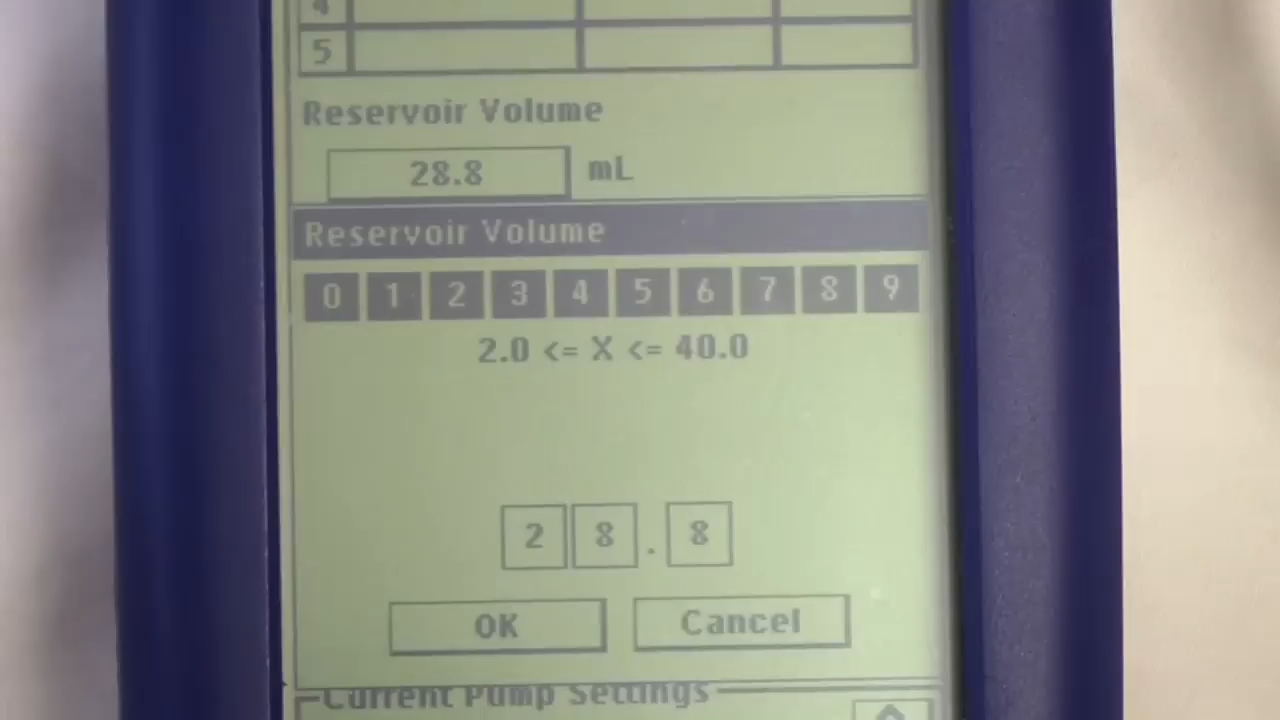 4
5
Reservoir Volume
28.8 mL
Reservoir Volume
0 1 2 3 4 5 6 7 8 9
2.0 <= X <= 40.0
2 8 . 8
OK Cancel
Current Pump Settings